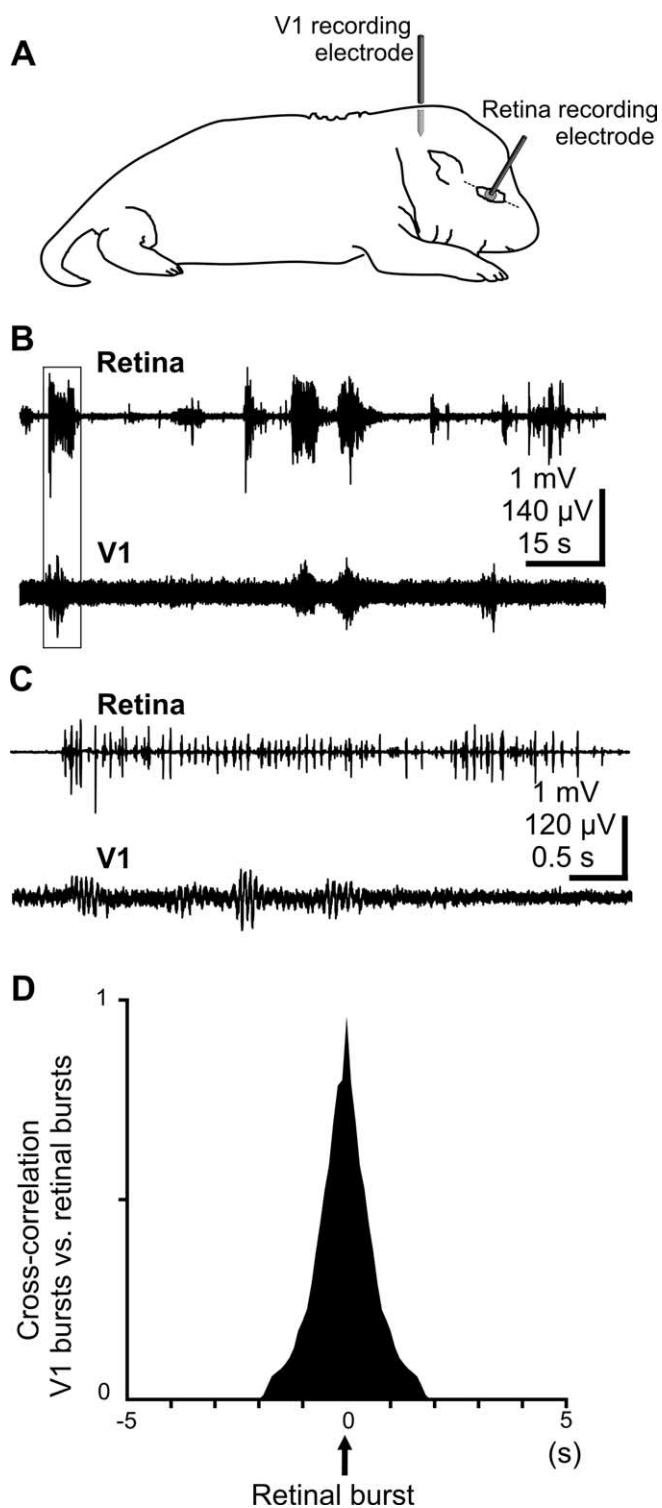 A
V1 recording
electrode
Retina recording
electrode
B
Retina
1 mV
140 µV
15 s
V1
C
Retina
1 mV
120 µV
0.5 s
V1
D
Cross-correlation
V1 bursts vs. retinal bursts
1
0
-5
0
5
(s)
Retinal burst